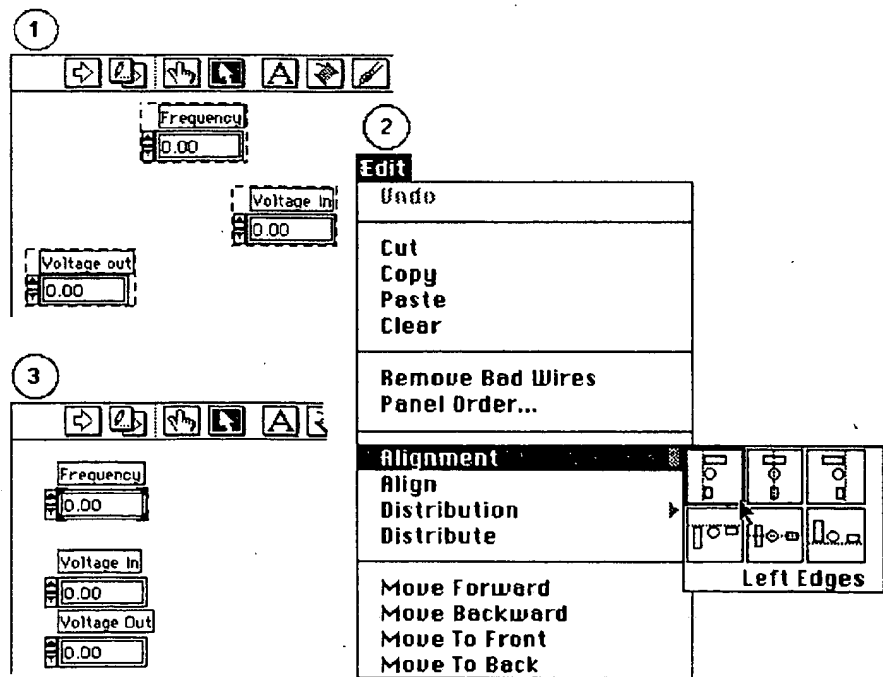 1
A
Frequency
0.00
Voltage In
0.00
Voltage out
0.00
2
Edit
Undo
Cut
Copy
Paste
Clear
Remove Bad Wires
Panel Order...
Alignment
Align
Distribution
Distribute
Move Forward
Move Backward
Move To Front
Move To Back
Left Edges
3
A
Frequency
0.00
Voltage In
0.00
Voltage Out
0.00